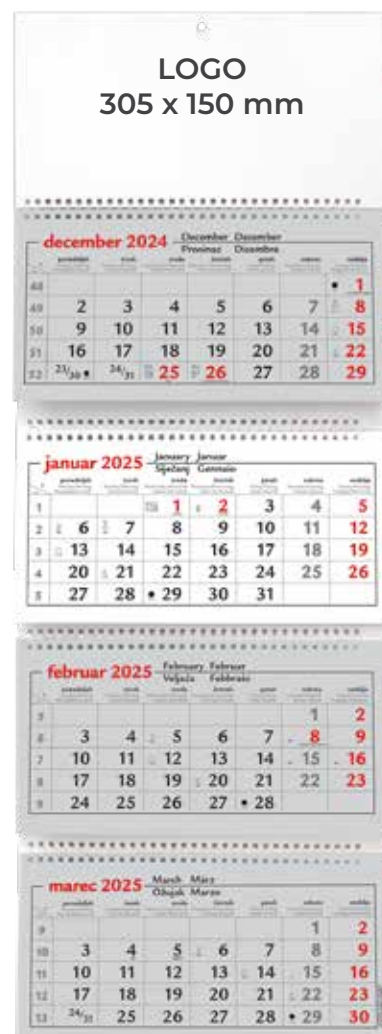 LOGO
305 x 150 mm
december 2024 December Dezember
Prosinac Dicembre
48 1
49 2 3 4 5 6 7 8
50 9 10 11 12 13 14 15
51 16 17 18 19 20 21 22
52 23/30 24/31 25 26 27 28 29
januar 2025 January Januar
Siječanj Gennaio
1 1 2 3 4 5
2 6 7 8 9 10 11 12
3 13 14 15 16 17 18 19
4 20 21 22 23 24 25 26
5 27 28 29 30 31
februar 2025 February Februar
Veljača Febbraio
5 1 2
6 3 4 5 6 7 8 9
7 10 11 12 13 14 15 16
8 17 18 19 20 21 22 23
9 24 25 26 27 28
marec 2025 March März
Ožujak Marzo
9 1 2
10 3 4 5 6 7 8 9
11 10 11 12 13 14 15 16
12 17 18 19 20 21 22 23
13 24/31 25 26 27 28 29 30